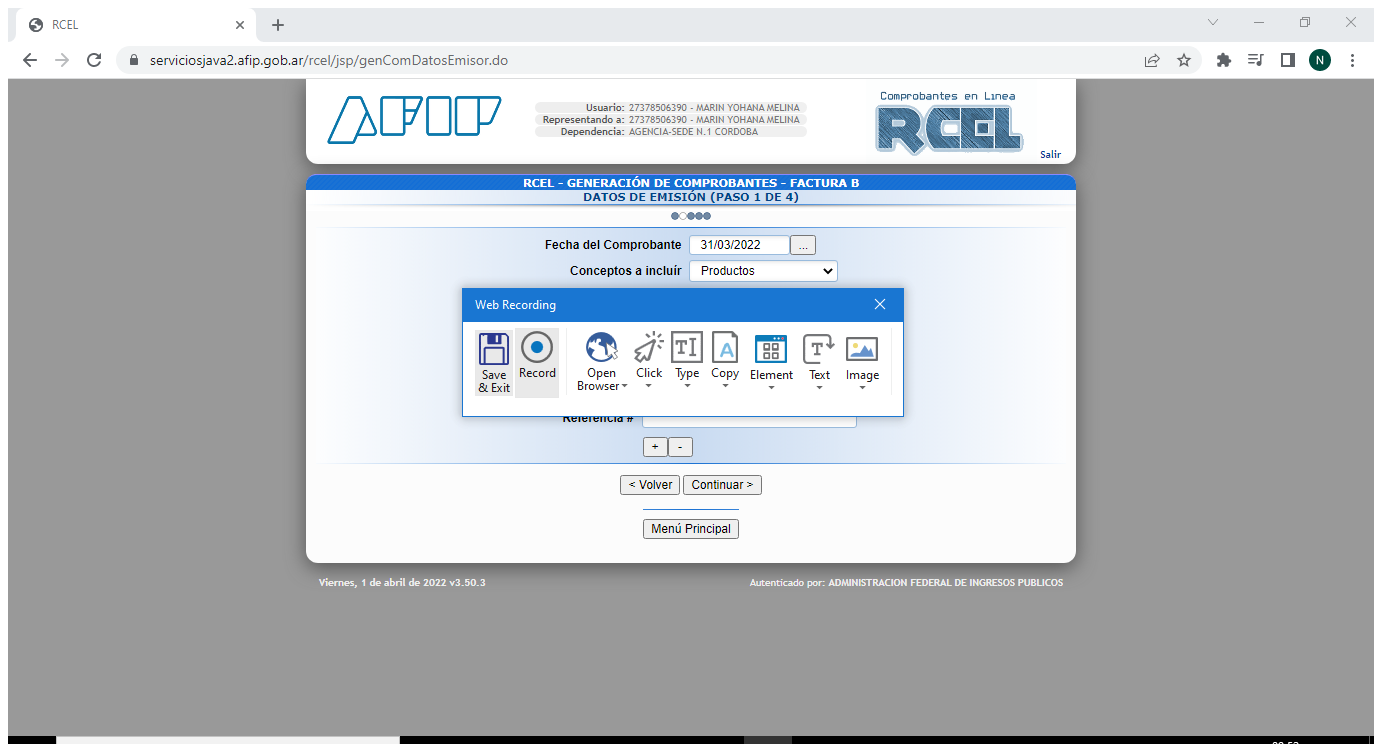 RCEL
serviciosjava2.afip.gob.ar/rcel/jsp/genComDatosEmisor.do
N
AFIP
Usuario: 27378506390 - MARIN YOHANA MELINA
Representando a: 27378506390 - MARIN YOHANA MELINA
Dependencia: AGENCIA-SEDE N.1 CORDOBA
Comprobantes en Linea
RCEL
Salir
RCEL - GENERACIÓN DE COMPROBANTES - FACTURA B
DATOS DE EMISIÓN (PASO 1 DE 4)
Fecha del Comprobante 31/03/2022 ...
Conceptos a incluír Productos
Web Recording
Save & Exit
Record
Open Browser
Click
Type
Copy
Element
Text
Image
Referencia #
+ -
< Volver Continuar >
Menú Principal
Viernes, 1 de abril de 2022 v3.50.3
Autenticado por: ADMINISTRACION FEDERAL DE INGRESOS PUBLICOS